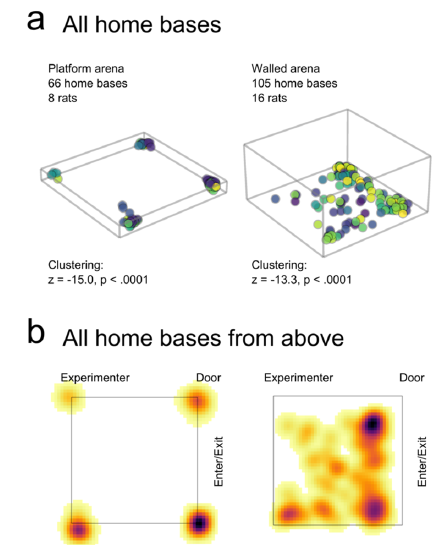 a All home bases
Platform arena
66 home bases
8 rats
Walled arena
105 home bases
16 rats
Clustering:
z = -15.0, p < .0001
Clustering:
z = -13.3, p < .0001
b All home bases from above
Experimenter
Door
Enter/Exit
Experimenter
Door
Enter/Exit